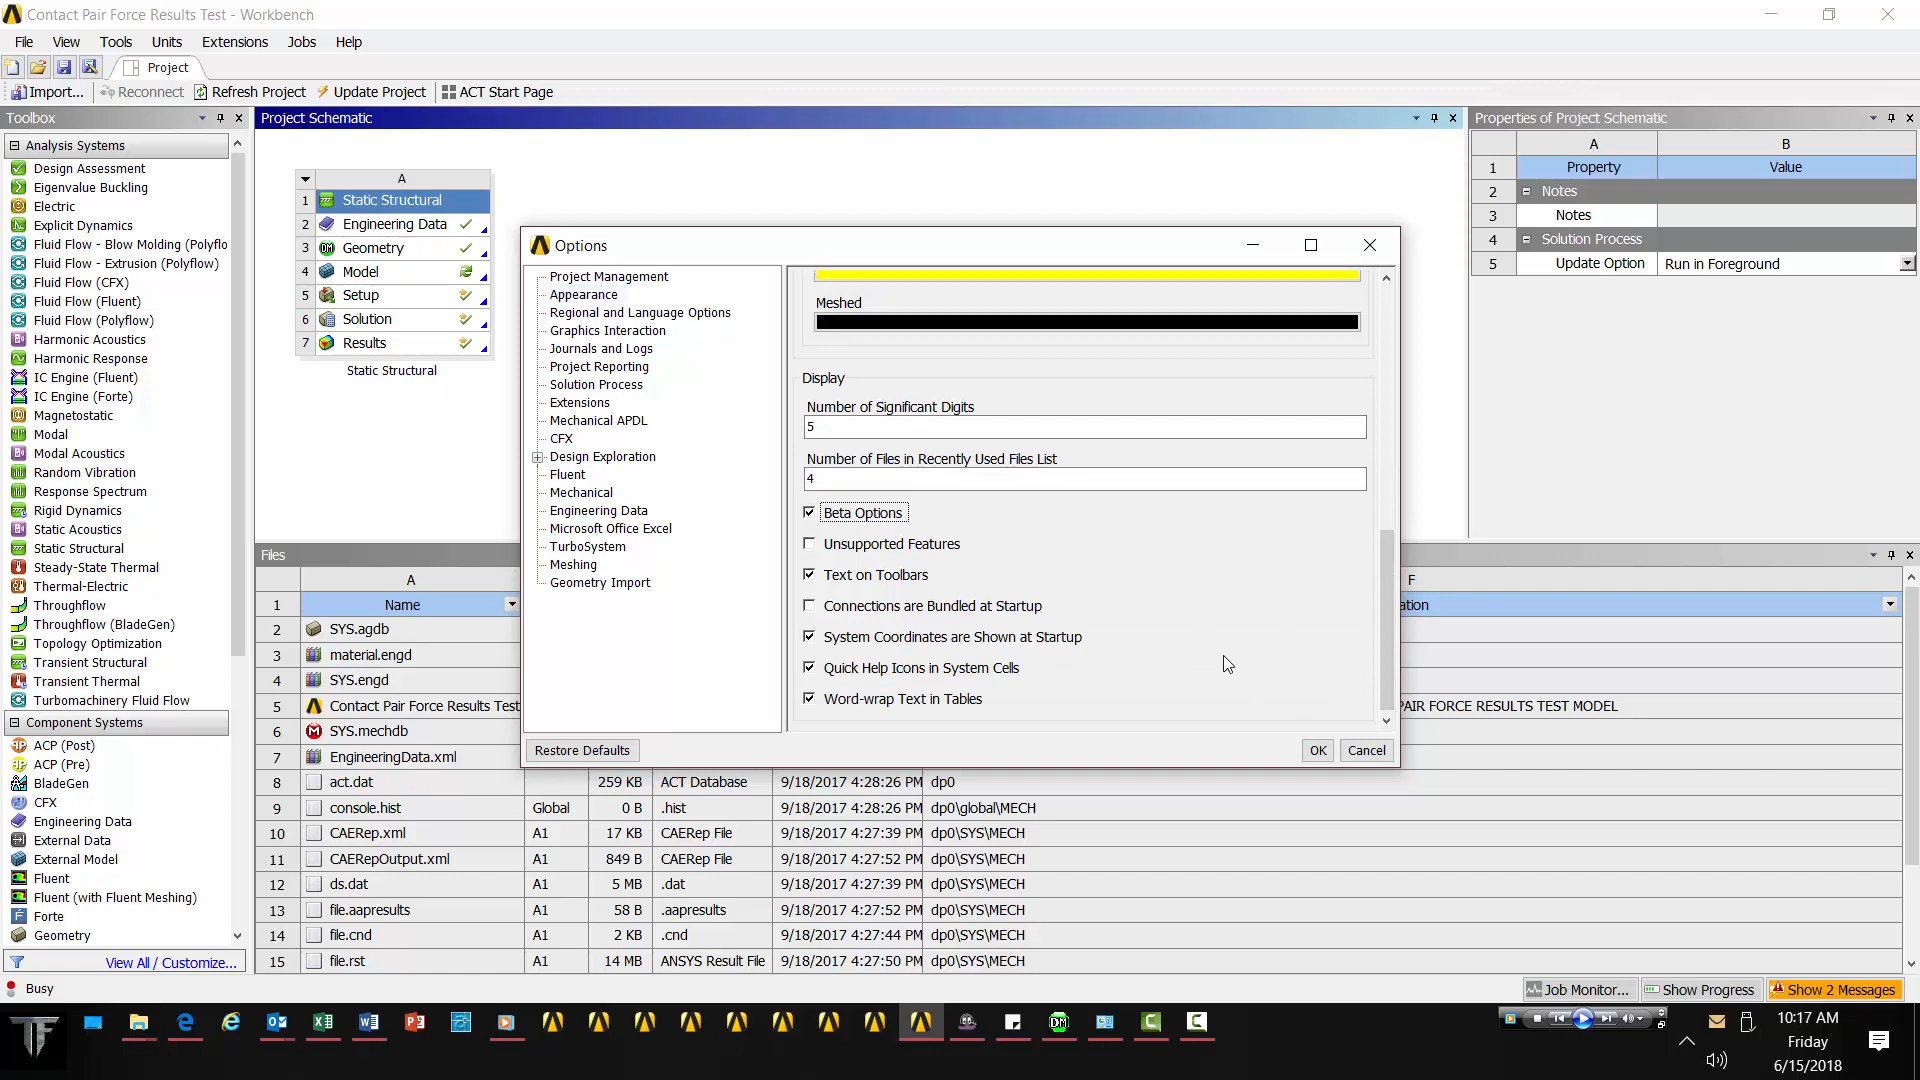 Contact Pair Force Results Test - Workbench
File View Tools Units Extensions Jobs Help
Project
Import... Reconnect Refresh Project Update Project ACT Start Page
Toolbox
Analysis Systems
Design Assessment
Eigenvalue Buckling
Electric
Explicit Dynamics
Fluid Flow - Blow Molding (Polyflo
Fluid Flow - Extrusion (Polyflow)
Fluid Flow (CFX)
Fluid Flow (Fluent)
Fluid Flow (Polyflow)
Harmonic Acoustics
Harmonic Response
IC Engine (Fluent)
IC Engine (Forte)
Magnetostatic
Modal
Modal Acoustics
Random Vibration
Response Spectrum
Rigid Dynamics
Static Acoustics
Static Structural
Steady-State Thermal
Thermal-Electric
Throughflow
Throughflow (BladeGen)
Topology Optimization
Transient Structural
Transient Thermal
Turbomachinery Fluid Flow
Component Systems
ACP (Post)
ACP (Pre)
BladeGen
CFX
Engineering Data
External Data
External Model
Fluent
Fluent (with Fluent Meshing)
Forte
Geometry
View All / Customize...
Project Schematic
A
1 Static Structural
2 Engineering Data
3 Geometry
4 Model
5 Setup
6 Solution
7 Results
Static Structural
Properties of Project Schematic
A B
1 Property Value
2 Notes
3 Notes
4 Solution Process
5 Update Option Run in Foreground
Options
Project Management
Appearance
Regional and Language Options
Graphics Interaction
Journals and Logs
Project Reporting
Solution Process
Extensions
Mechanical APDL
CFX
Design Exploration
Fluent
Mechanical
Engineering Data
Microsoft Office Excel
TurboSystem
Meshing
Geometry Import
Meshed
Display
Number of Significant Digits
5
Number of Files in Recently Used Files List
4
Beta Options
Unsupported Features
Text on Toolbars
Connections are Bundled at Startup
System Coordinates are Shown at Startup
Quick Help Icons in System Cells
Word-wrap Text in Tables
Restore Defaults OK Cancel
Files
A F
1 Name ation
2 SYS.agdb
3 material.engd
4 SYS.engd
5 Contact Pair Force Results Test PAIR FORCE RESULTS TEST MODEL
6 SYS.mechdb
7 EngineeringData.xml
8 act.dat 259 KB ACT Database 9/18/2017 4:28:26 PM dp0
9 console.hist Global 0 B .hist 9/18/2017 4:28:26 PM dp0\global\MECH
10 CAERep.xml A1 17 KB CAERep File 9/18/2017 4:27:39 PM dp0\SYS\MECH
11 CAERepOutput.xml A1 849 B CAERep File 9/18/2017 4:27:52 PM dp0\SYS\MECH
12 ds.dat A1 5 MB .dat 9/18/2017 4:27:39 PM dp0\SYS\MECH
13 file.aapresults A1 58 B .aapresults 9/18/2017 4:27:52 PM dp0\SYS\MECH
14 file.cnd A1 2 KB .cnd 9/18/2017 4:27:44 PM dp0\SYS\MECH
15 file.rst A1 14 MB ANSYS Result File 9/18/2017 4:27:50 PM dp0\SYS\MECH
Busy Job Monitor... Show Progress Show 2 Messages
10:17 AM
Friday
6/15/2018